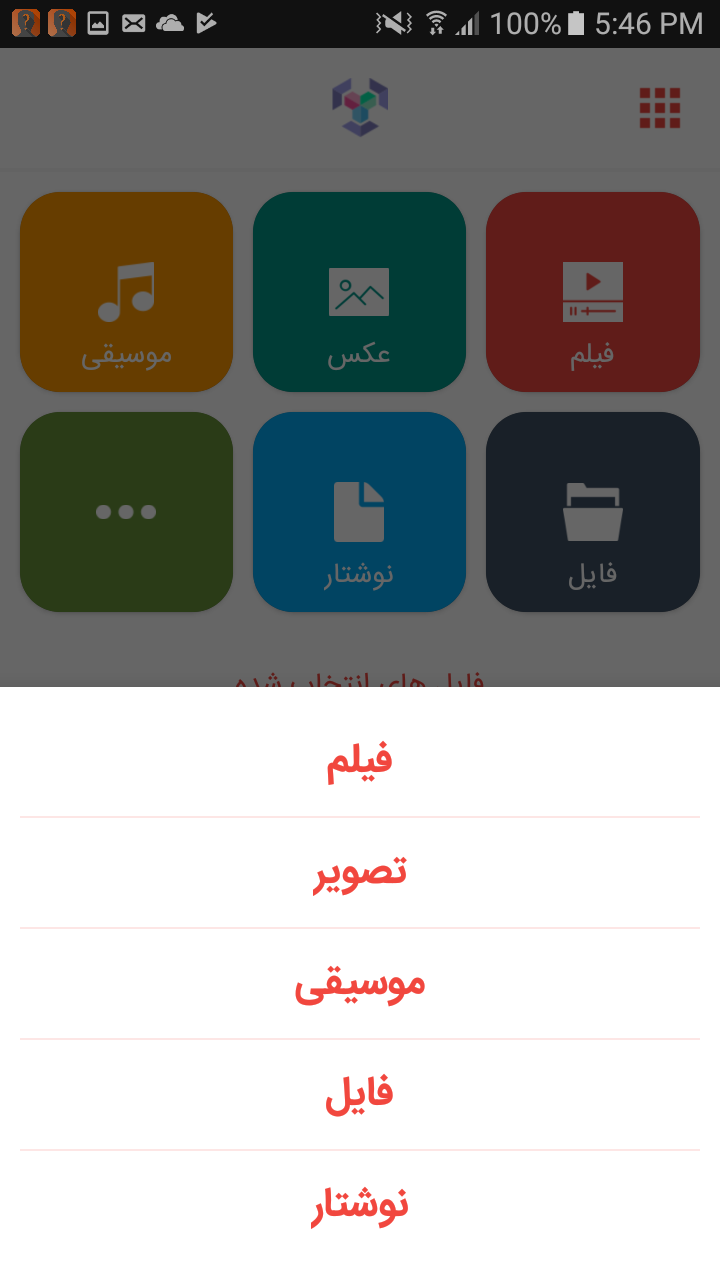 100% 5:46 PM
فیلم
عکس
موسیقی
فایل
نوشتار
فایل های انتخاب شده
فیلم
تصویر
موسیقی
فایل
نوشتار